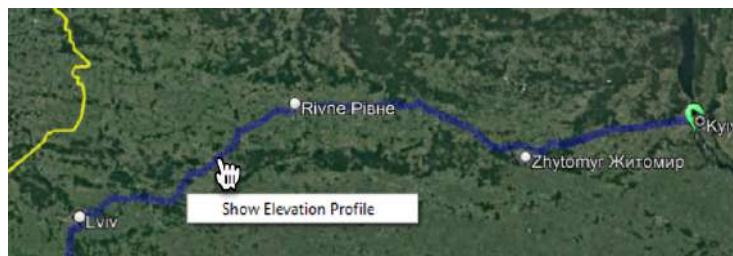 Rivne Рівне
Kyiv
Zhytomyr Житомир
Show Elevation Profile
Lviv